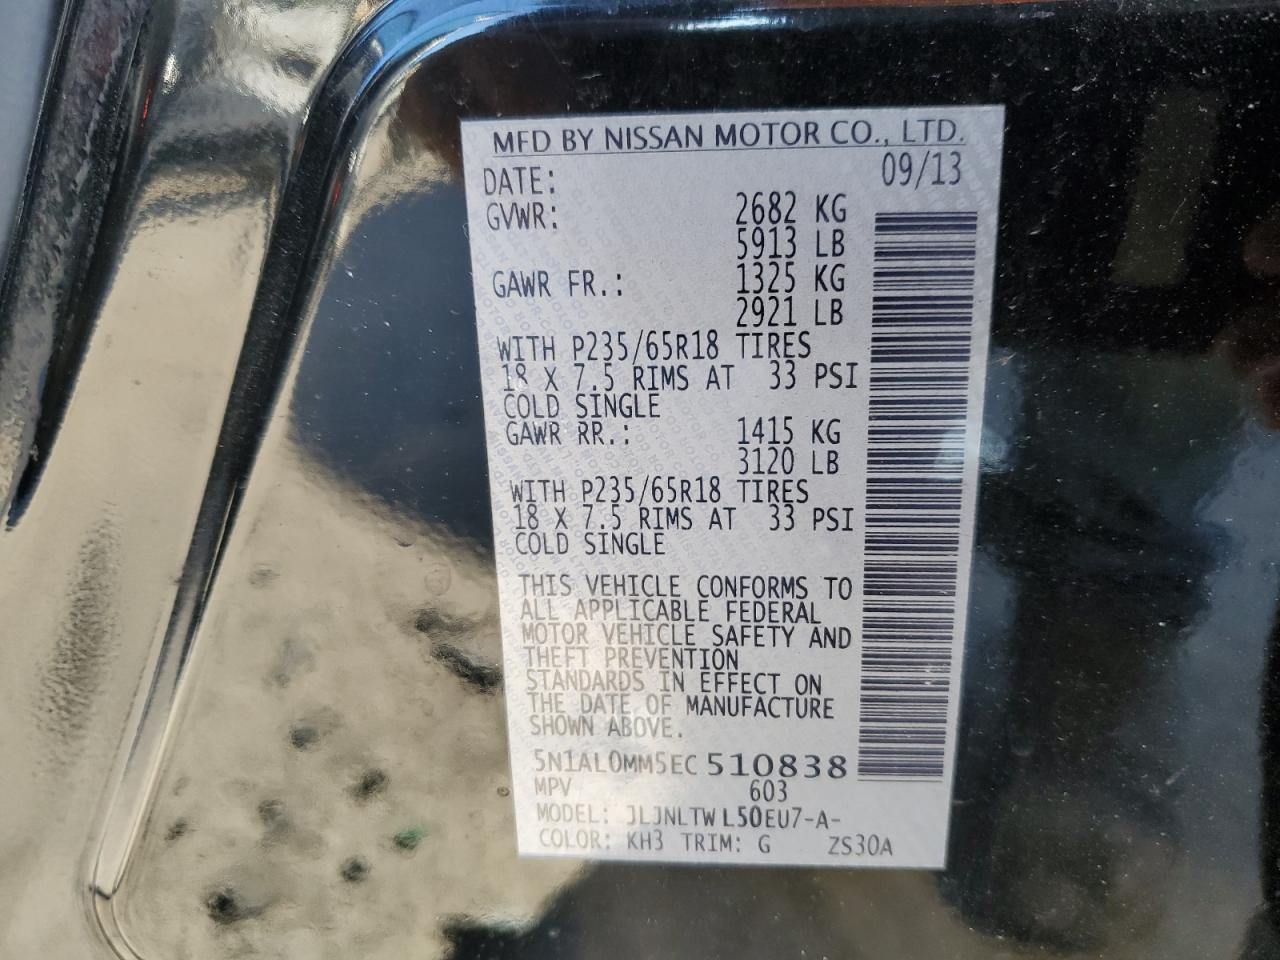 MFD BY NISSAN MOTOR CO., LTD.
DATE: 09/13
GVWR: 2682 KG
5913 LB
GAWR FR.: 1325 KG
2921 LB
WITH P235/65R18 TIRES
18 X 7.5 RIMS AT 33 PSI
COLD SINGLE
GAWR RR.: 1415 KG
3120 LB
WITH P235/65R18 TIRES
18 X 7.5 RIMS AT 33 PSI
COLD SINGLE
THIS VEHICLE CONFORMS TO
ALL APPLICABLE FEDERAL
MOTOR VEHICLE SAFETY AND
THEFT PREVENTION
STANDARDS IN EFFECT ON
THE DATE OF MANUFACTURE
SHOWN ABOVE.
5N1AL0MM5EC 510838
MPV 603
MODEL: JLJNLTWL50EU7-A-
COLOR: KH3 TRIM: G ZS30A